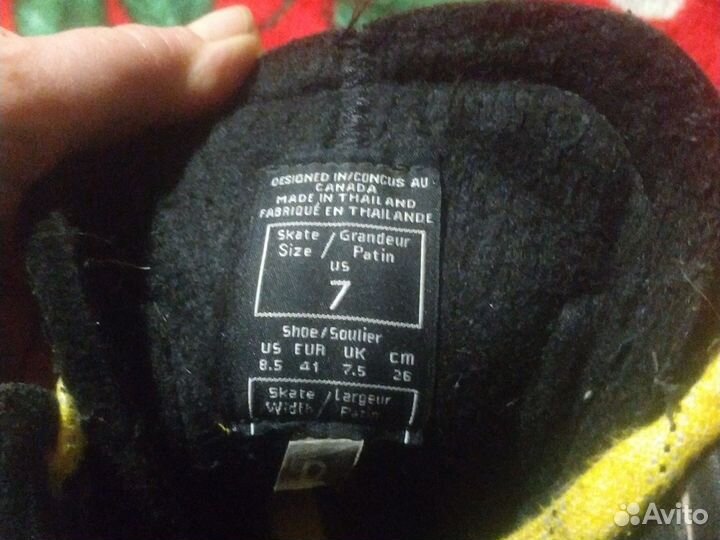 DESIGNED IN/CONCUS AU
CANADA
MADE IN THAILAND
FABRIQUÉ EN THAILANDE
Skate / Grandeur
Size / Patin
US
7
Shoe/Soulier
US EUR UK cm
8.5 41 7.5 26
Skate / Largeur
Width / Patin
D
Avito